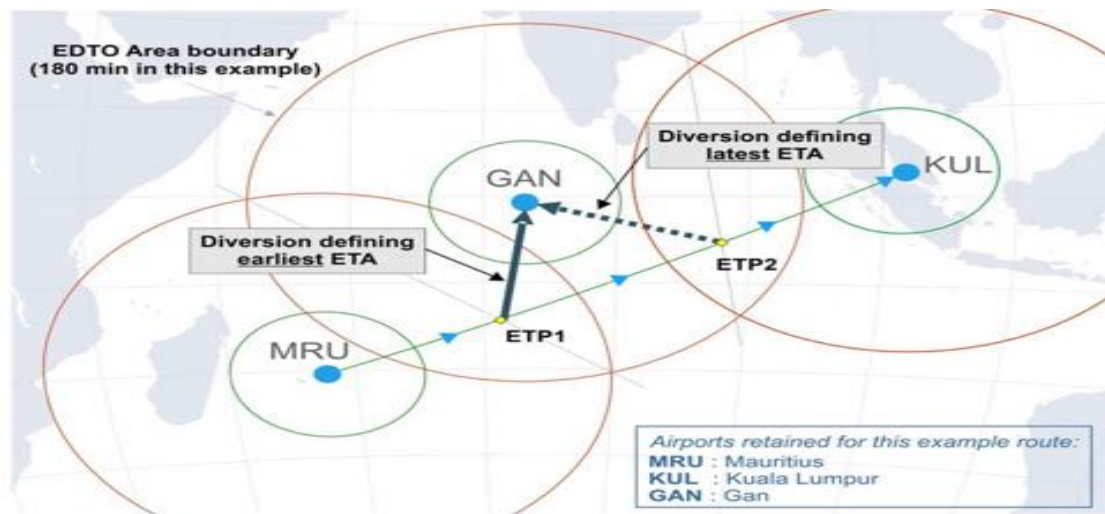 EDTO Area boundary
(180 min in this example)
Diversion defining
latest ETA
KUL
GAN
Diversion defining
earliest ETA
ETP2
ETP1
MRU
Airports retained for this example route:
MRU : Mauritius
KUL : Kuala Lumpur
GAN : Gan